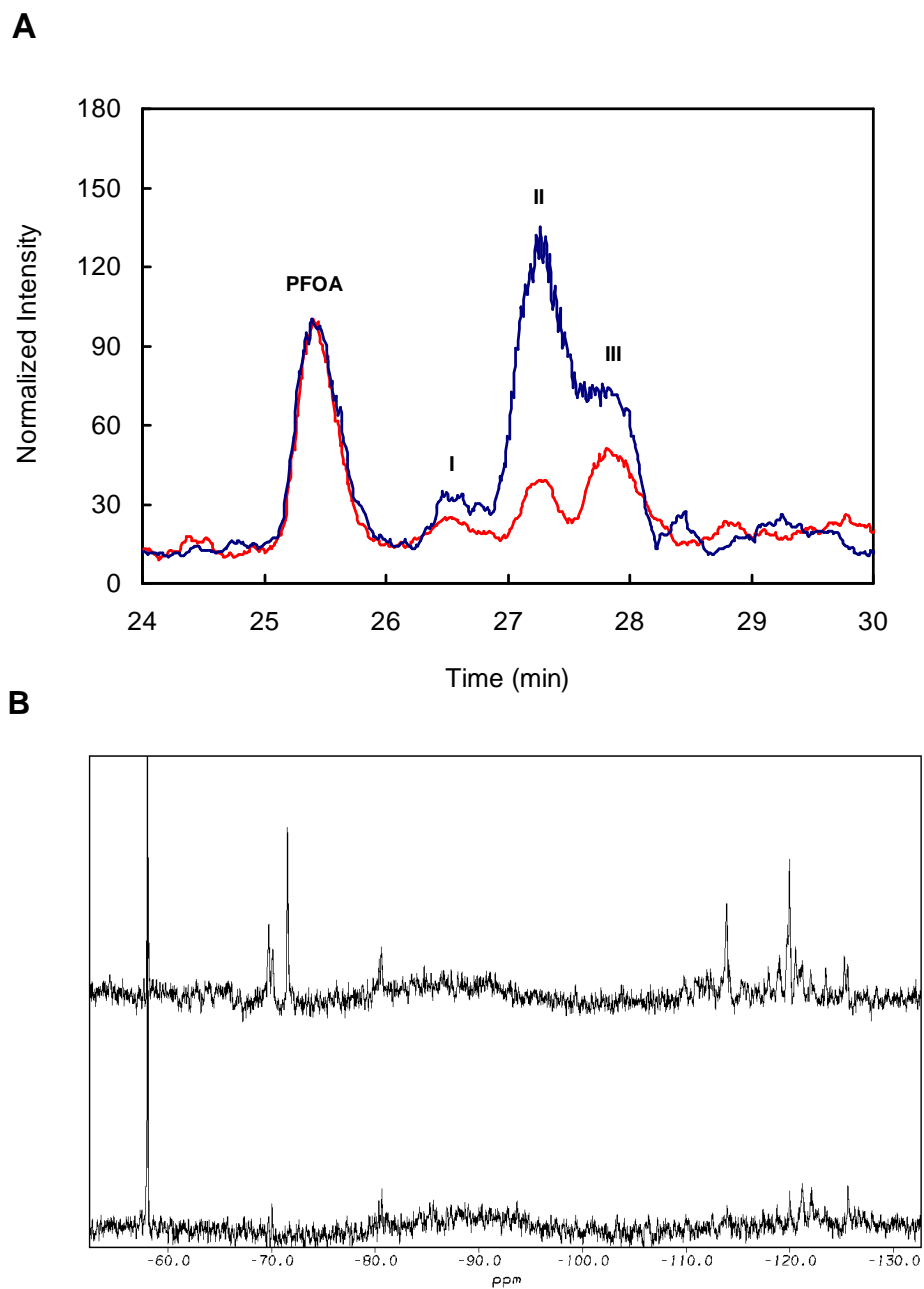 A
180
150
120
90
60
30
0
Normalized Intensity
PFOA
I
II
III
24 25 26 27 28 29 30
Time (min)
B
-60.0 -70.0 -80.0 -90.0 -100.0 -110.0 -120.0 -130.0
ppm